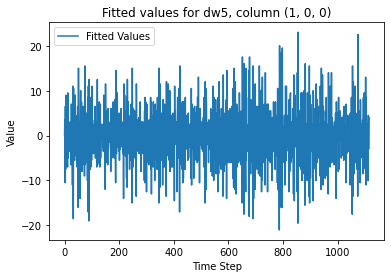 Fitted values for dw5, column (1, 0, 0)
Fitted Values
20
10
0
−10
−20
Value
0
200
400
600
800
1000
Time Step